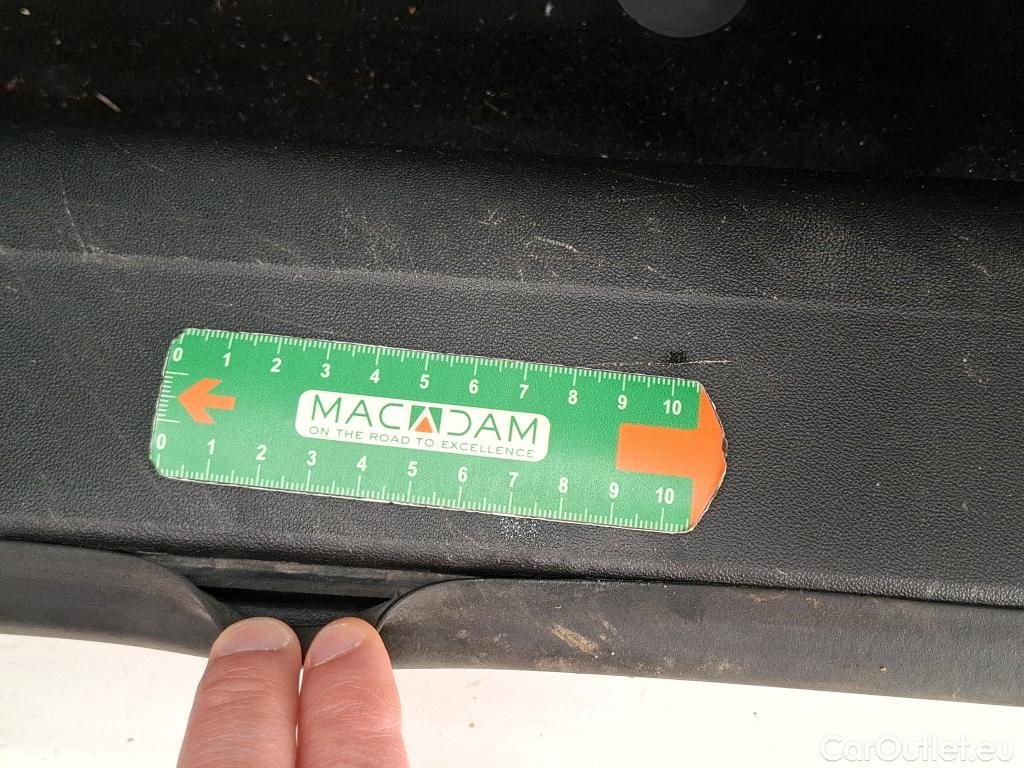 0 1 2 3 4 5 6 7 8 9 10
MACADAM
ON THE ROAD TO EXCELLENCE
0 1 2 3 4 5 6 7 8 9 10
CarOutlet.eu